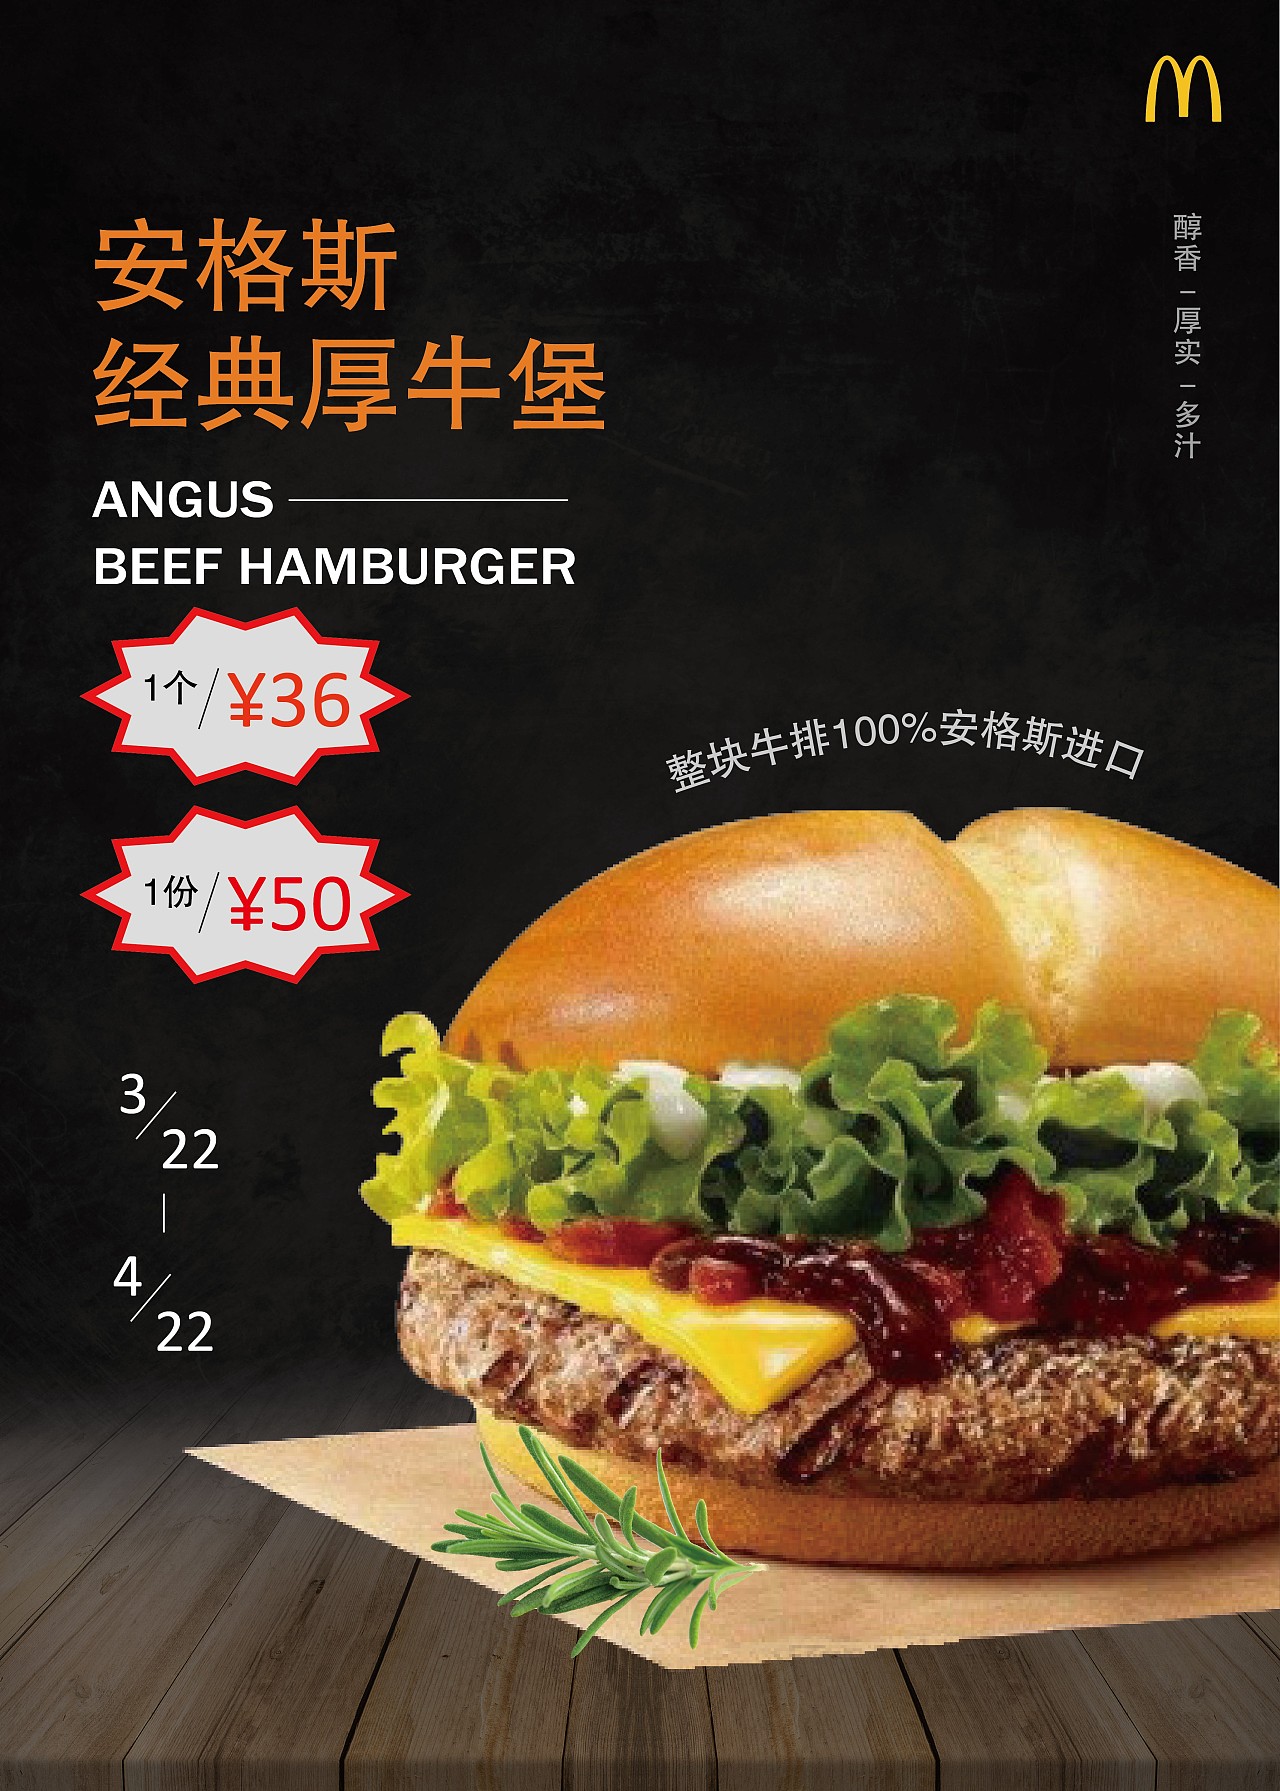 安格斯
经典厚牛堡
ANGUS
BEEF HAMBURGER
1个/¥36
1份/¥50
3/22
|
4/22
醇香-厚实-多汁
整块牛排100%安格斯进口